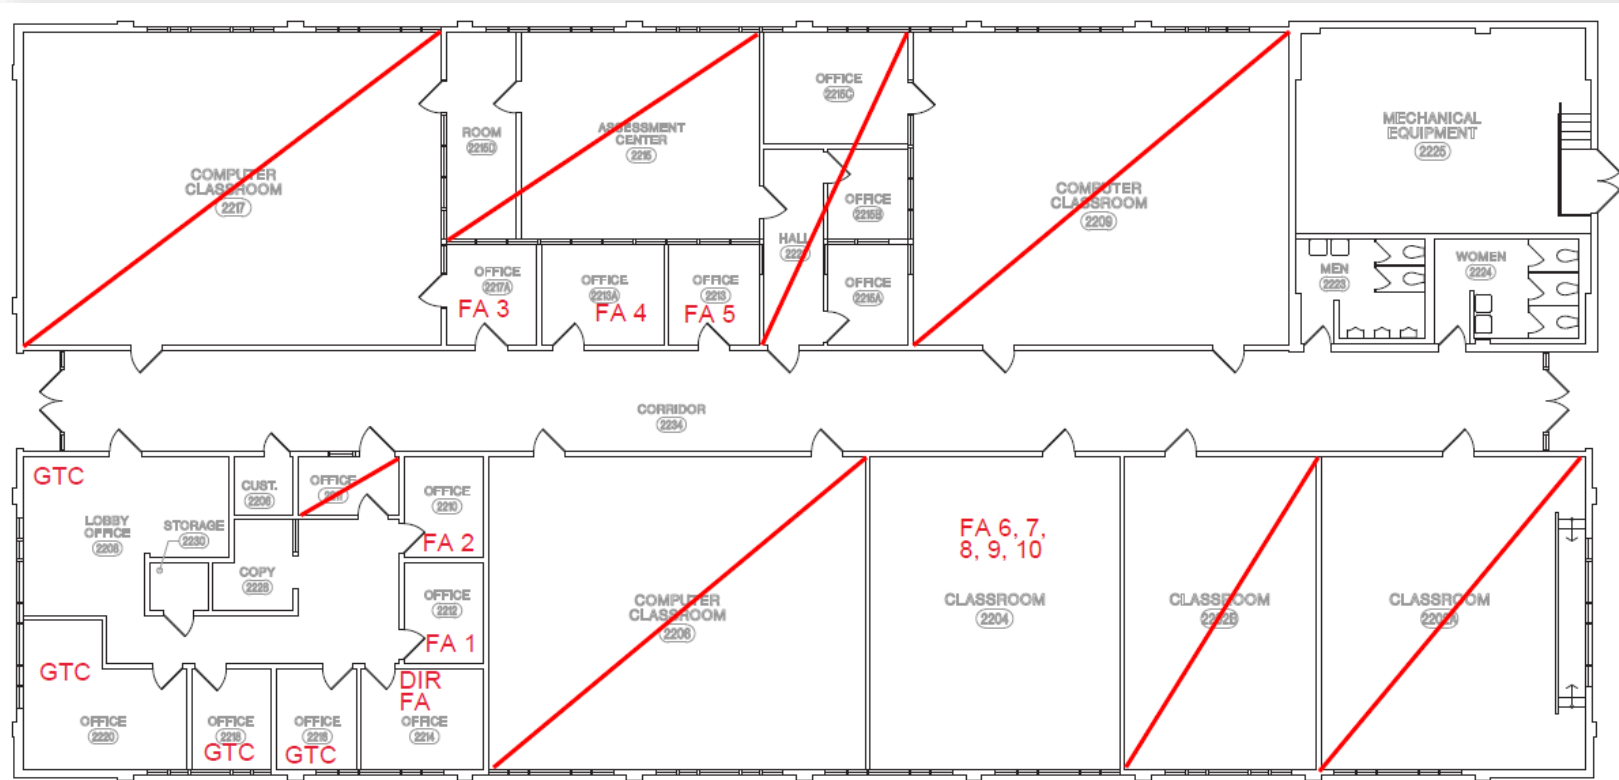 OFFICE
2215C
ROOM
2215D
ASSESSMENT
CENTER
2215
MECHANICAL
EQUIPMENT
2225
COMPUTER
CLASSROOM
2217
COMPUTER
CLASSROOM
2209
OFFICE
2215B
HALL
OFFICE
2217A
FA 3
OFFICE
2213A
FA 4
OFFICE
2213
FA 5
OFFICE
2215A
MEN
2223
WOMEN
2224
CORRIDOR
2234
GTC
LOBBY
OFFICE
STORAGE
2230
CUST.
OFFICE
OFFICE
2210
FA 2
COPY
2228
OFFICE
2212
FA 1
COMPUTER
CLASSROOM
FA 6, 7,
8, 9, 10
CLASSROOM
2204
CLASSROOM
2202B
CLASSROOM
2202A
GTC
OFFICE
2220
OFFICE
2218
GTC
OFFICE
2216
GTC
DIR
FA
OFFICE
2214